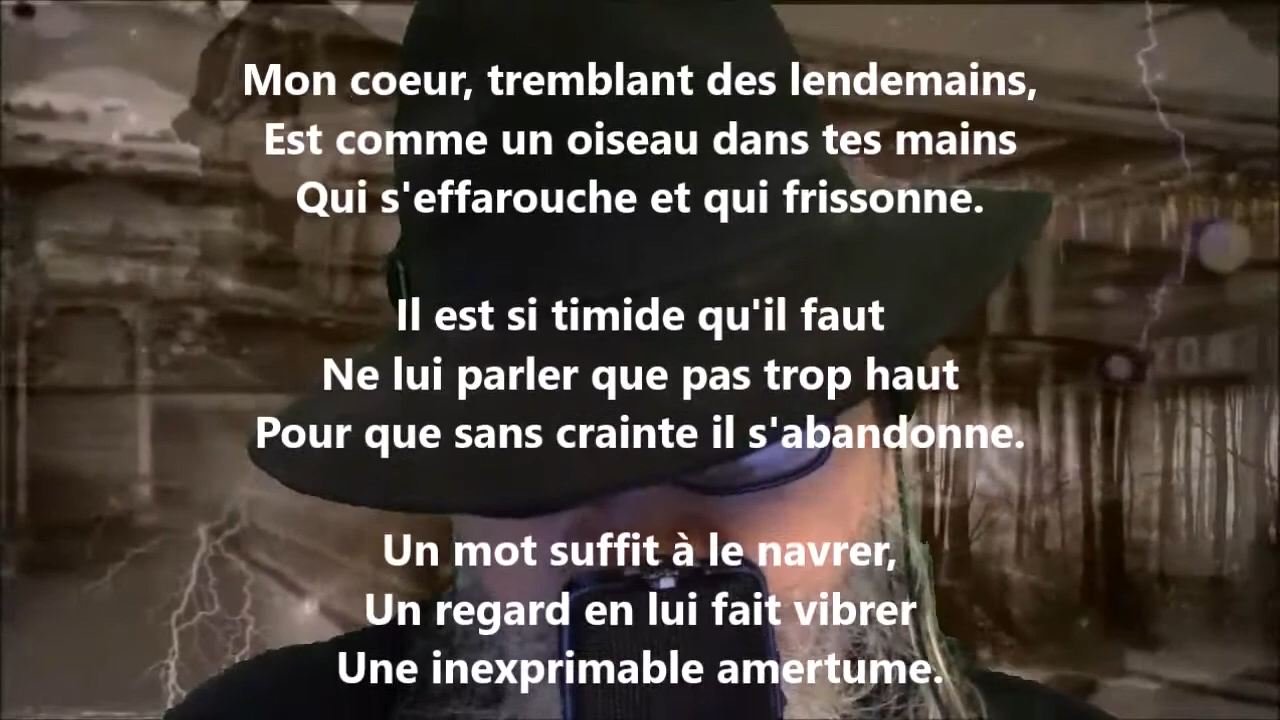 Mon coeur, tremblant des lendemains,
Est comme un oiseau dans tes mains
Qui s'effarouche et qui frissonne.
Il est si timide qu'il faut
Ne lui parler que pas trop haut
Pour que sans crainte il s'abandonne.
Un mot suffit à le navrer,
Un regard en lui fait vibrer
Une inexprimable amertume.